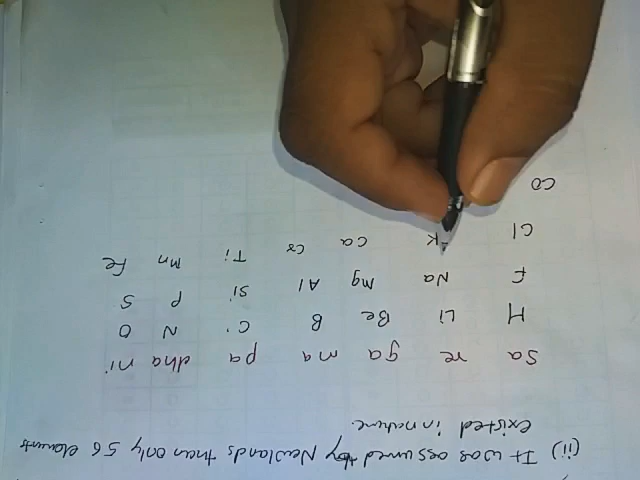 (ii) It was assumed by Newlands than only 56 elements
existed in nature.
Sa re ga ma pa dha ni
H Li Be B C N O
F Na Mg Al Si P S
Cl K Ca Cr Ti Mn Fe
Co